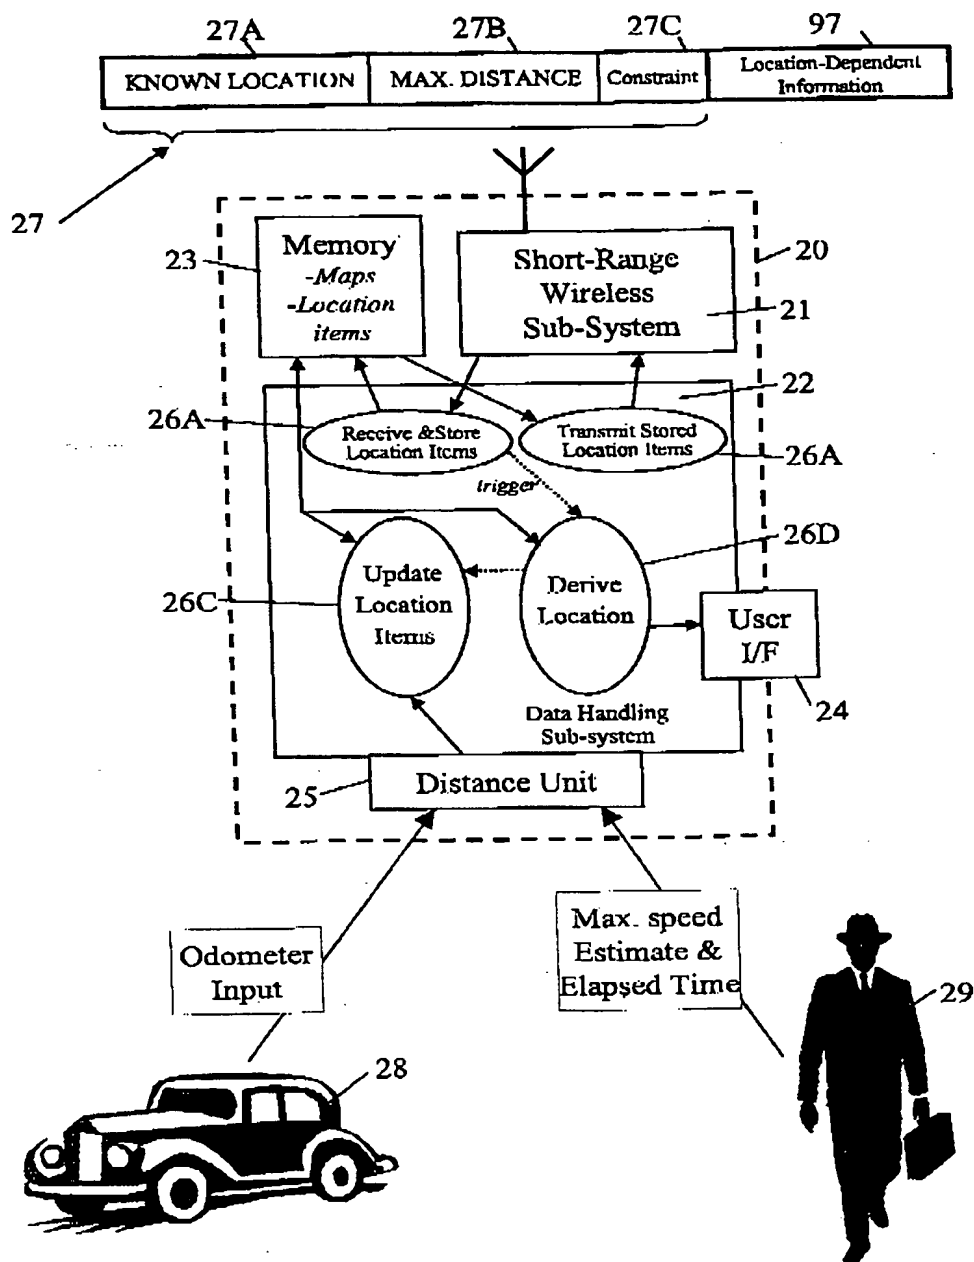 27A
27B
27C
97
KNOWN LOCATION
MAX. DISTANCE
Constraint
Location-Dependent
Information
27
23
Memory
-Maps
-Location
items
Short-Range
Wireless
Sub-System
20
21
22
26A
Receive &Store
Location Items
Transmit Stored
Location Items
26A
trigger
26C
Update
Location
Items
Derive
Location
26D
User
I/F
24
Data Handling
Sub-system
25
Distance Unit
Odometer
Input
Max. speed
Estimate &
Elapsed Time
28
29